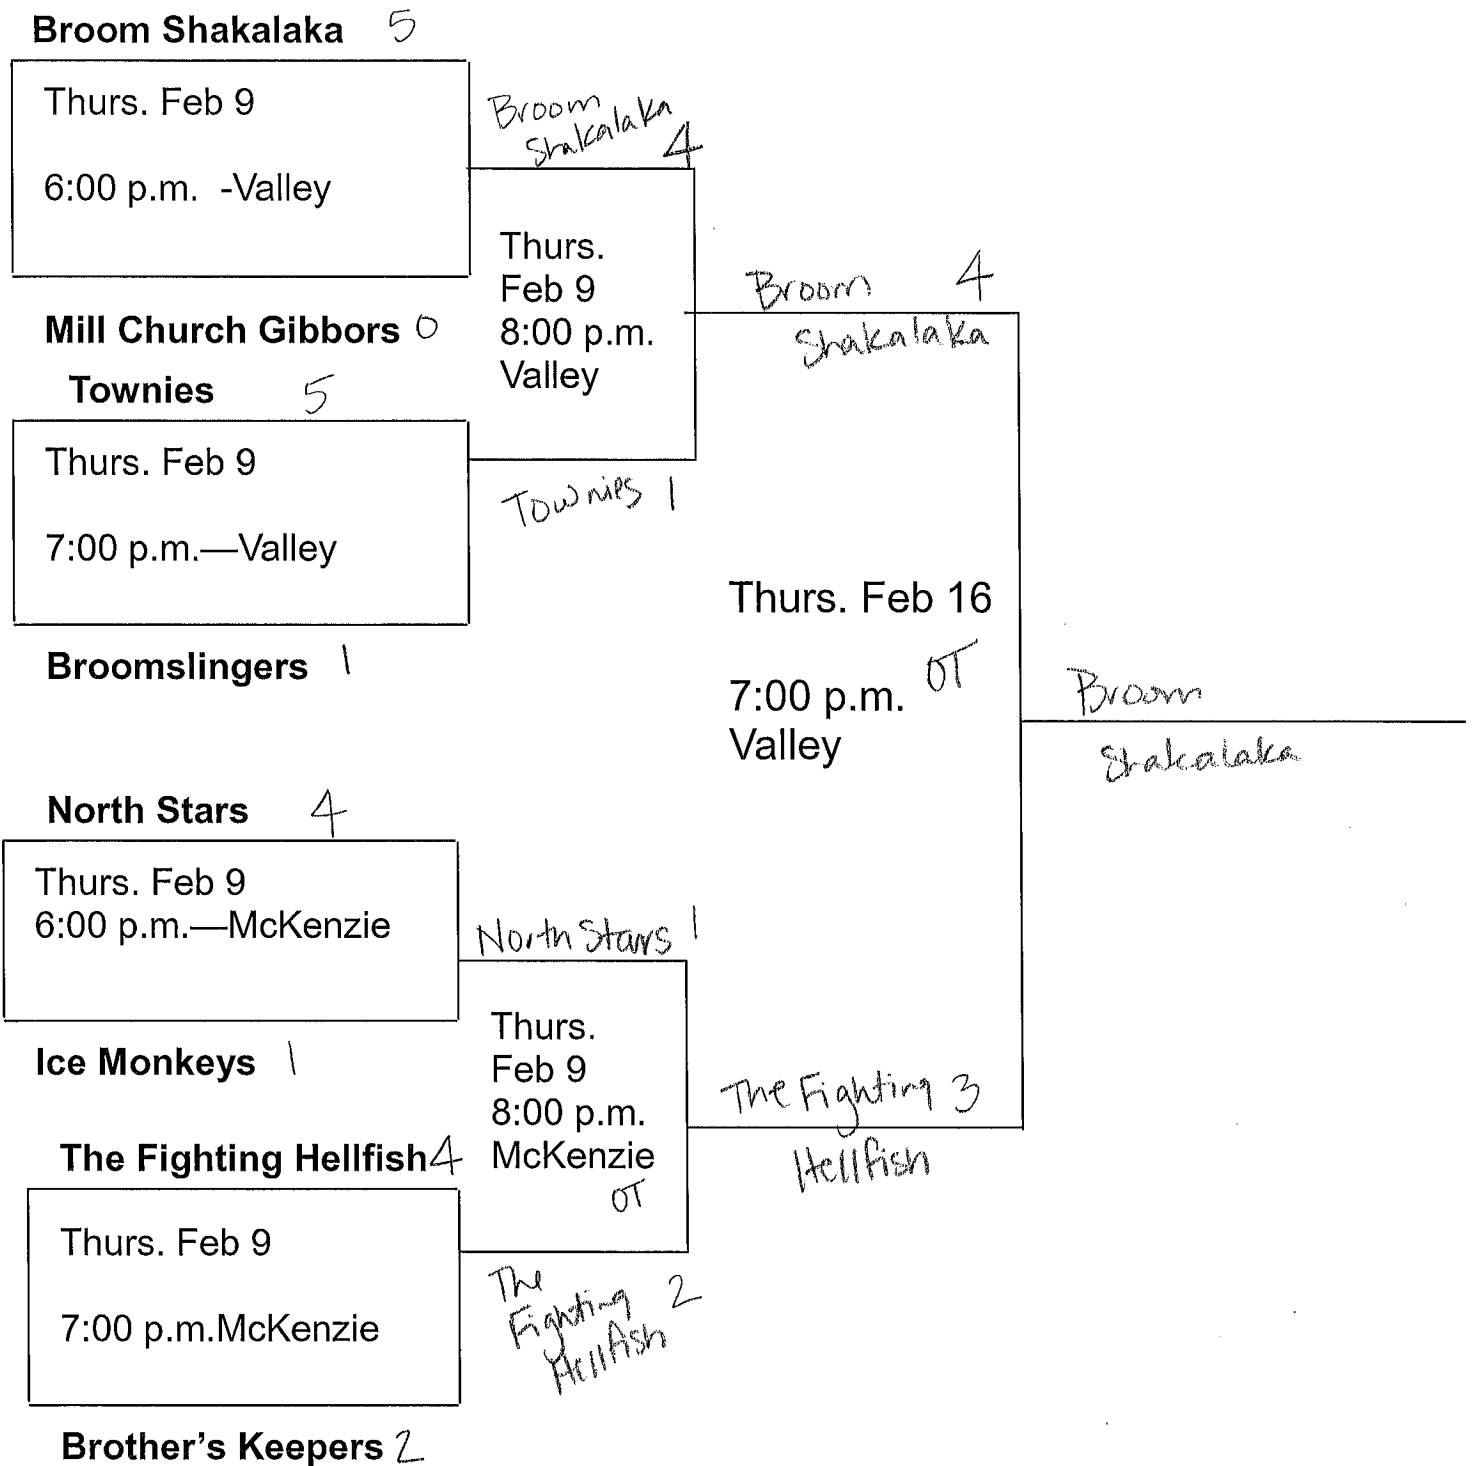 Broom Shakalaka 5
Thurs. Feb 9
6:00 p.m. -Valley
Mill Church Gibbors 0
Townies 5
Thurs. Feb 9
7:00 p.m.—Valley
Broomslingers 1
North Stars 4
Thurs. Feb 9
6:00 p.m.—McKenzie
Ice Monkeys 1
The Fighting Hellfish 4
Thurs. Feb 9
7:00 p.m.McKenzie
Brother's Keepers 2
Broom
Shakalaka
4
Thurs.
Feb 9
8:00 p.m.
Valley
Townies 1
North Stars 1
Thurs.
Feb 9
8:00 p.m.
McKenzie
OT
The
Fighting 2
Hellfish
Broom 4
Shakalaka
Thurs. Feb 16
OT
7:00 p.m.
Valley
The Fighting 3
Hellfish
Broom
Shakalaka